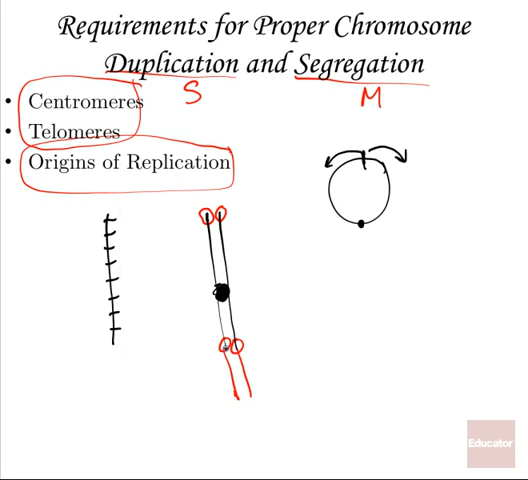 Requirements for Proper Chromosome
Duplication and Segregation
S M
• Centromeres
• Telomeres
• Origins of Replication
Educator